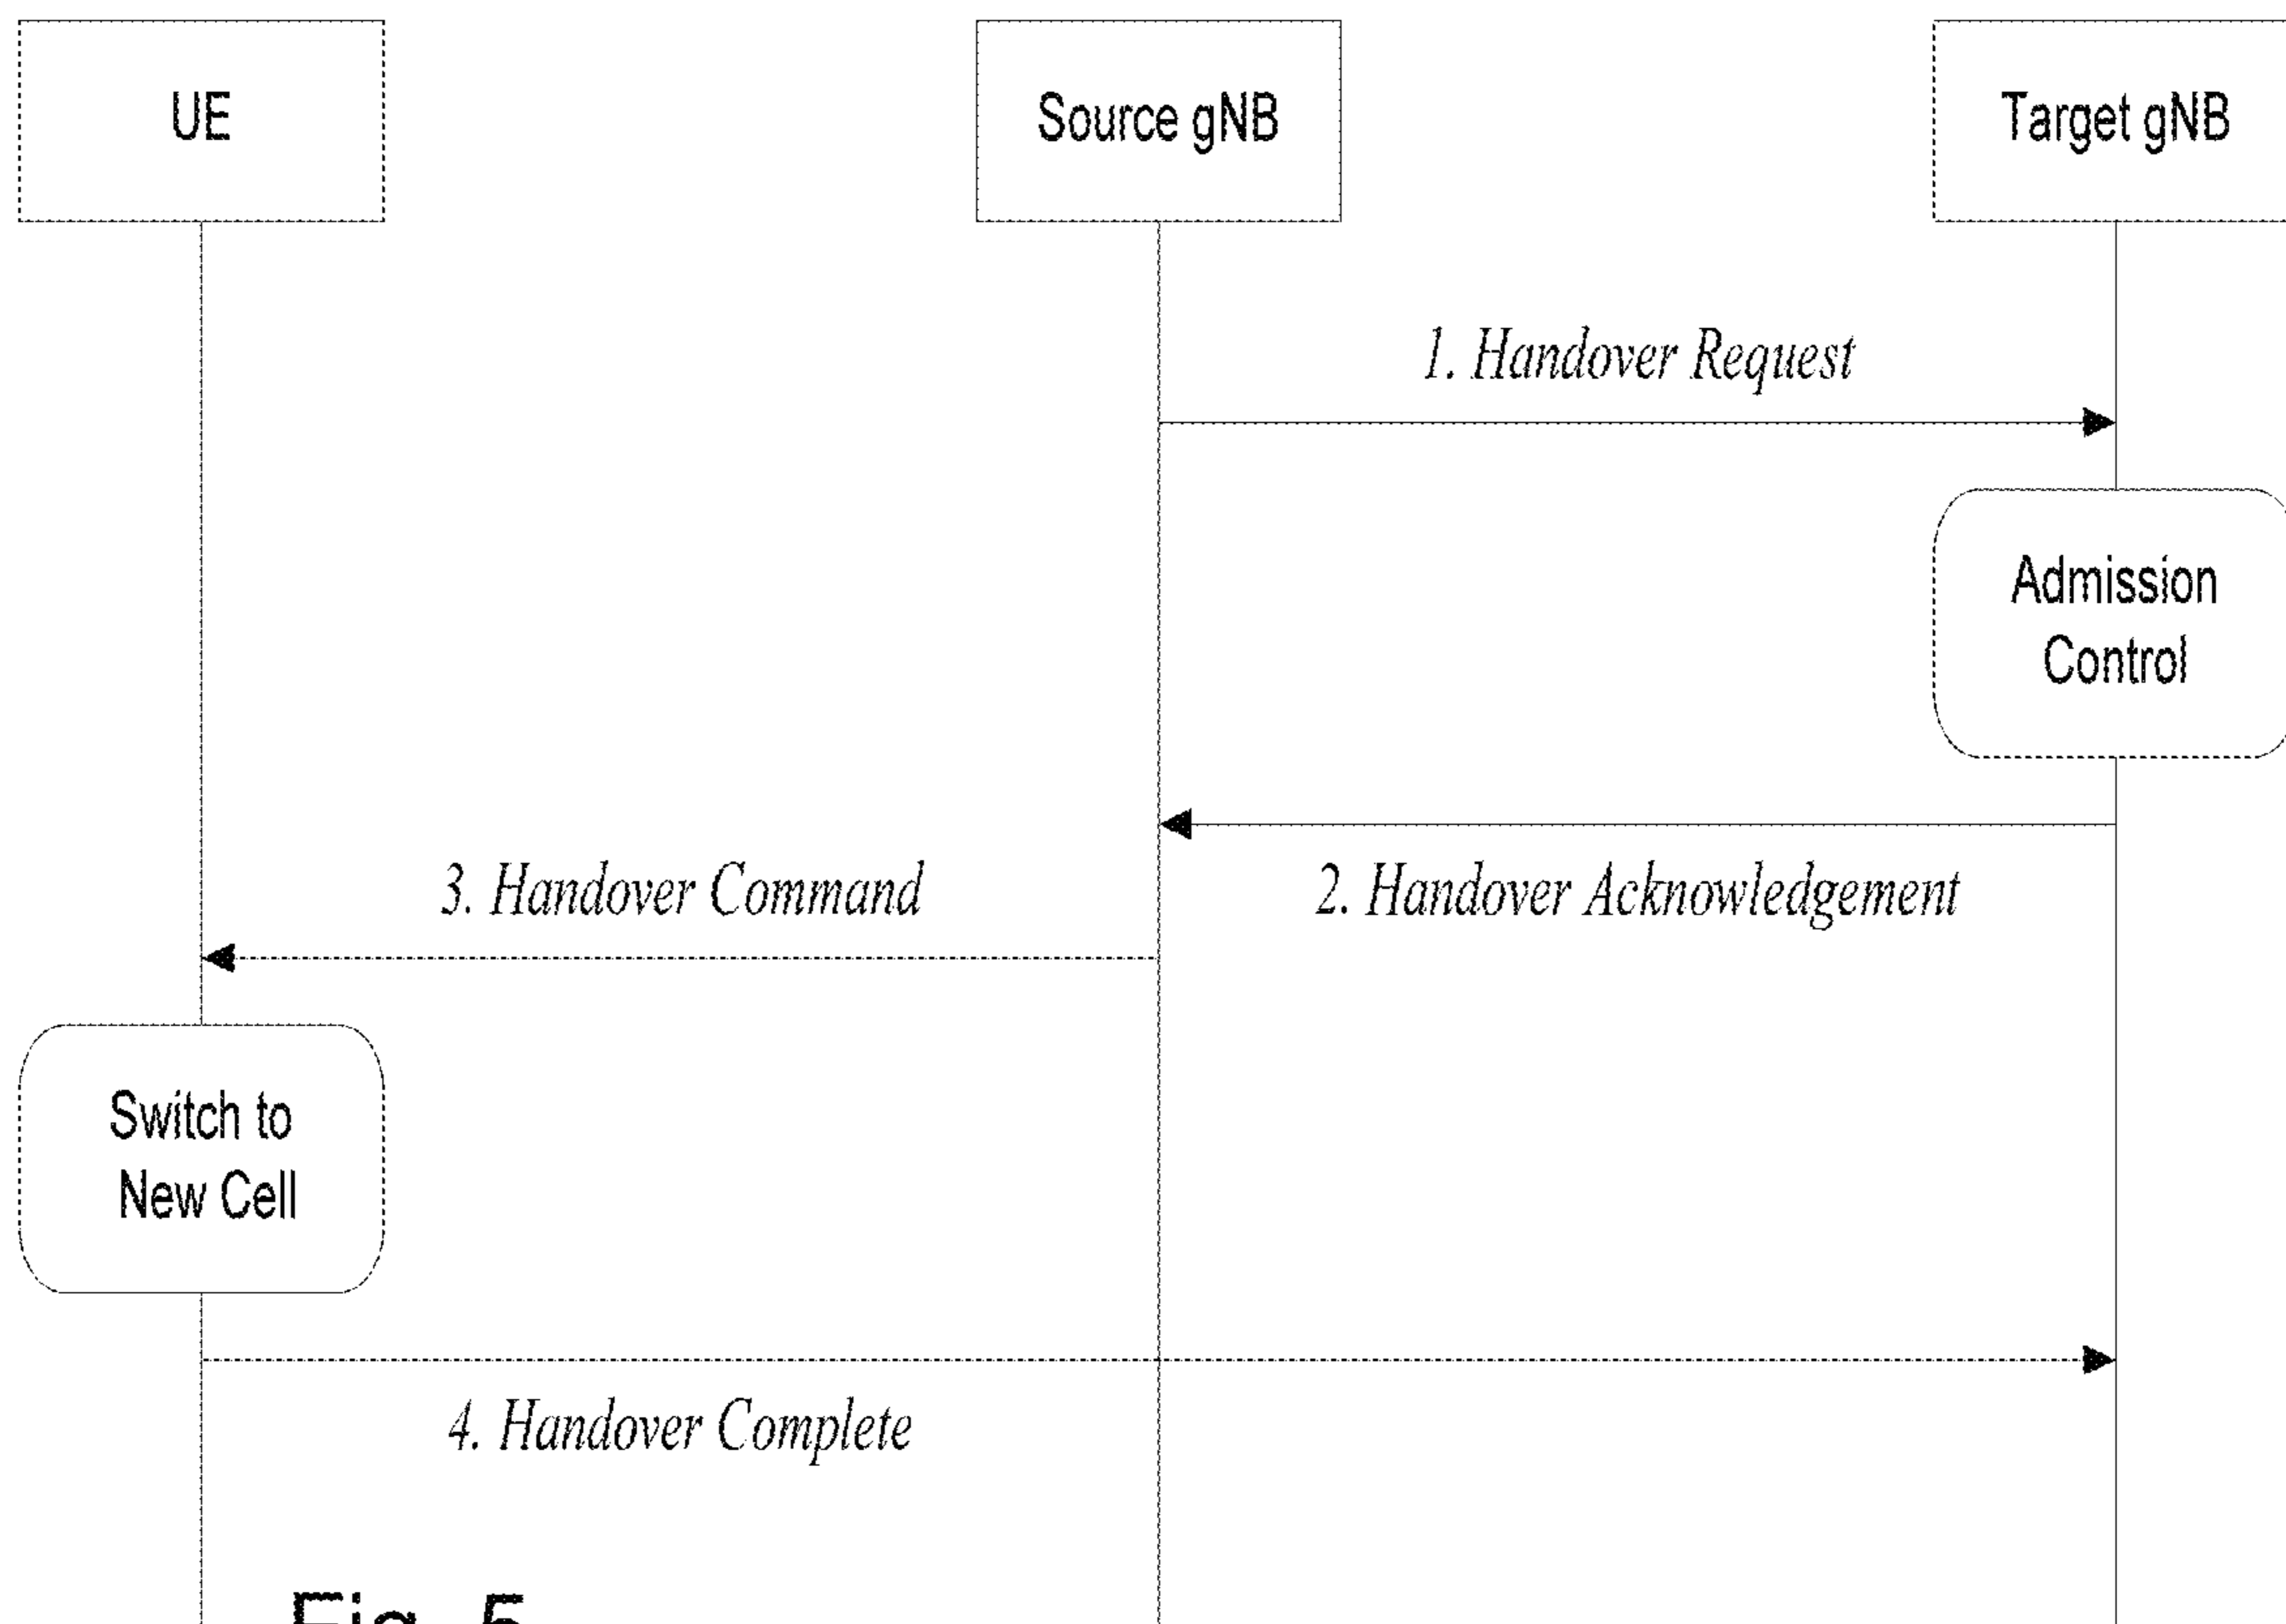 UE
Source gNB
Target gNB
1. Handover Request
Admission
Control
3. Handover Command
2. Handover Acknowledgement
Switch to
New Cell
4. Handover Complete
Fig. 5